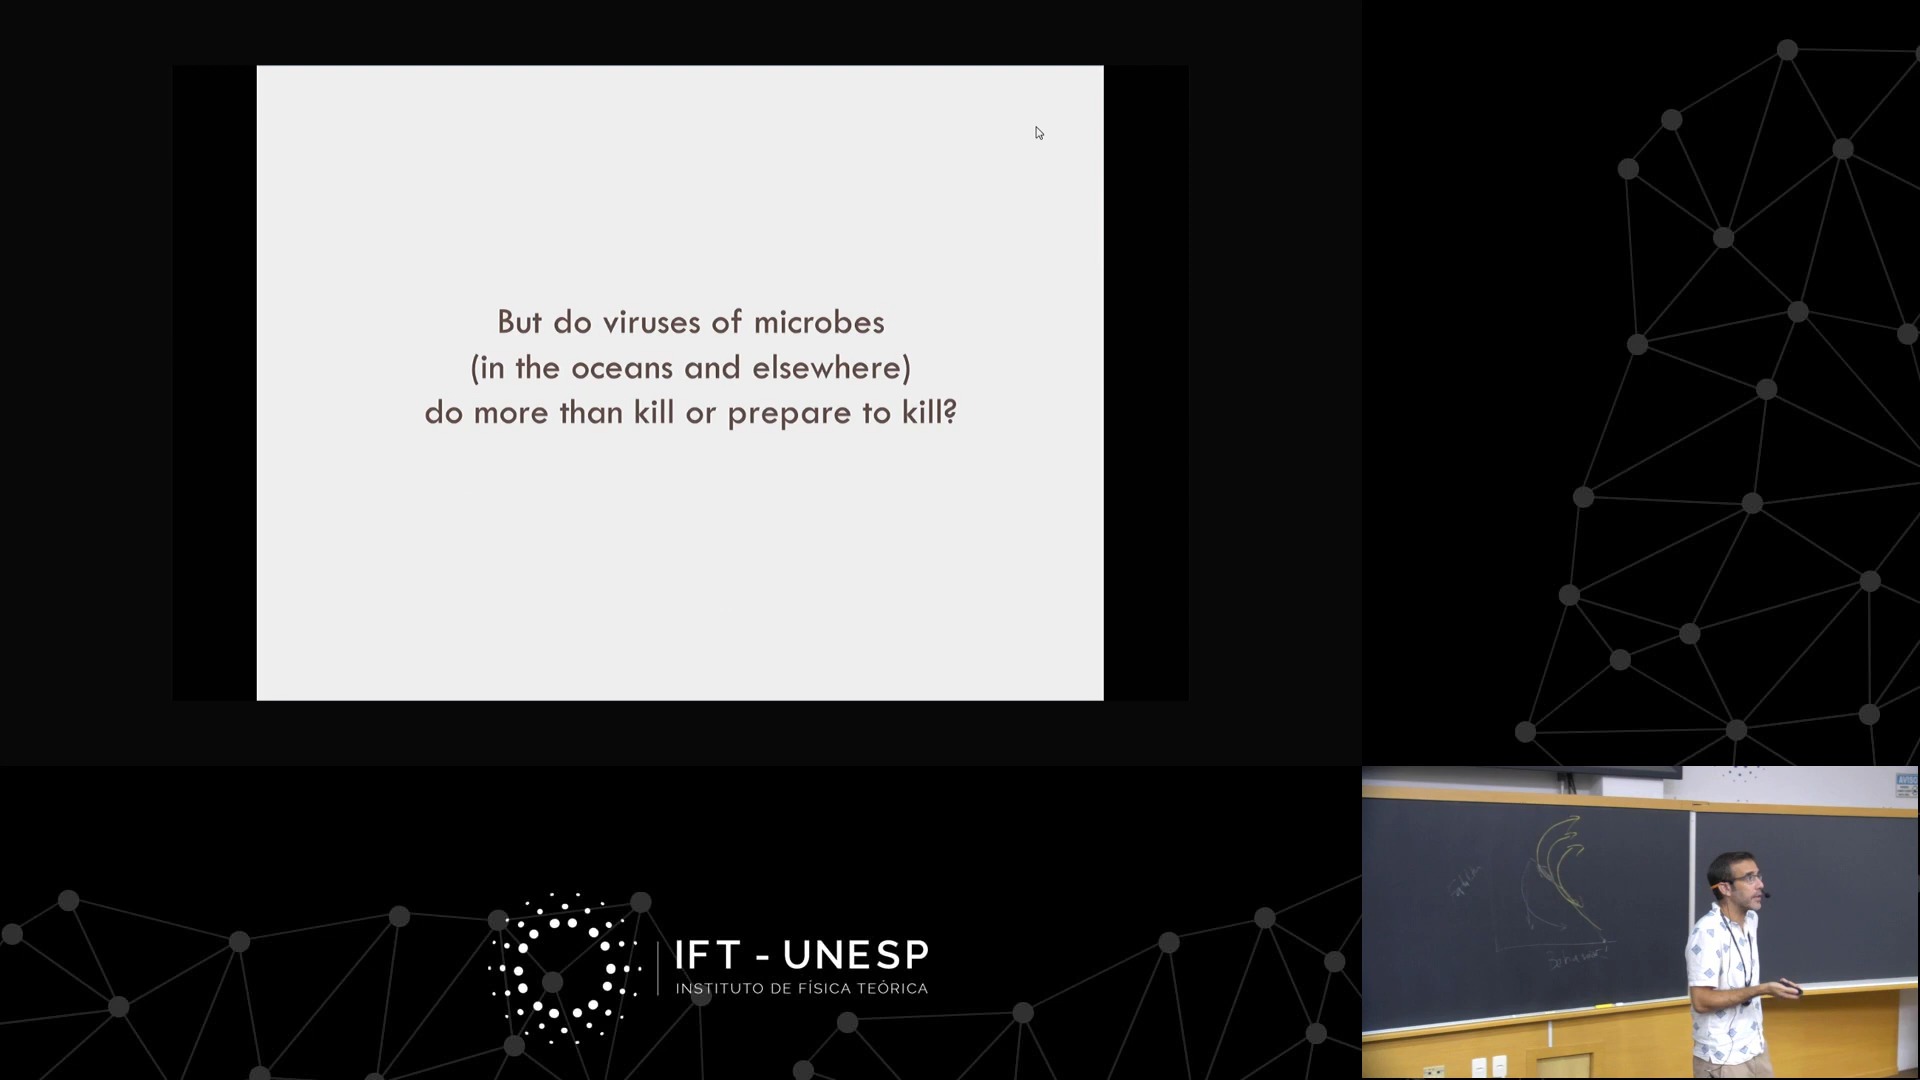 But do viruses of microbes
(in the oceans and elsewhere)
do more than kill or prepare to kill?
IFT - UNESP
INSTITUTO DE FÍSICA TEÓRICA
AVISO